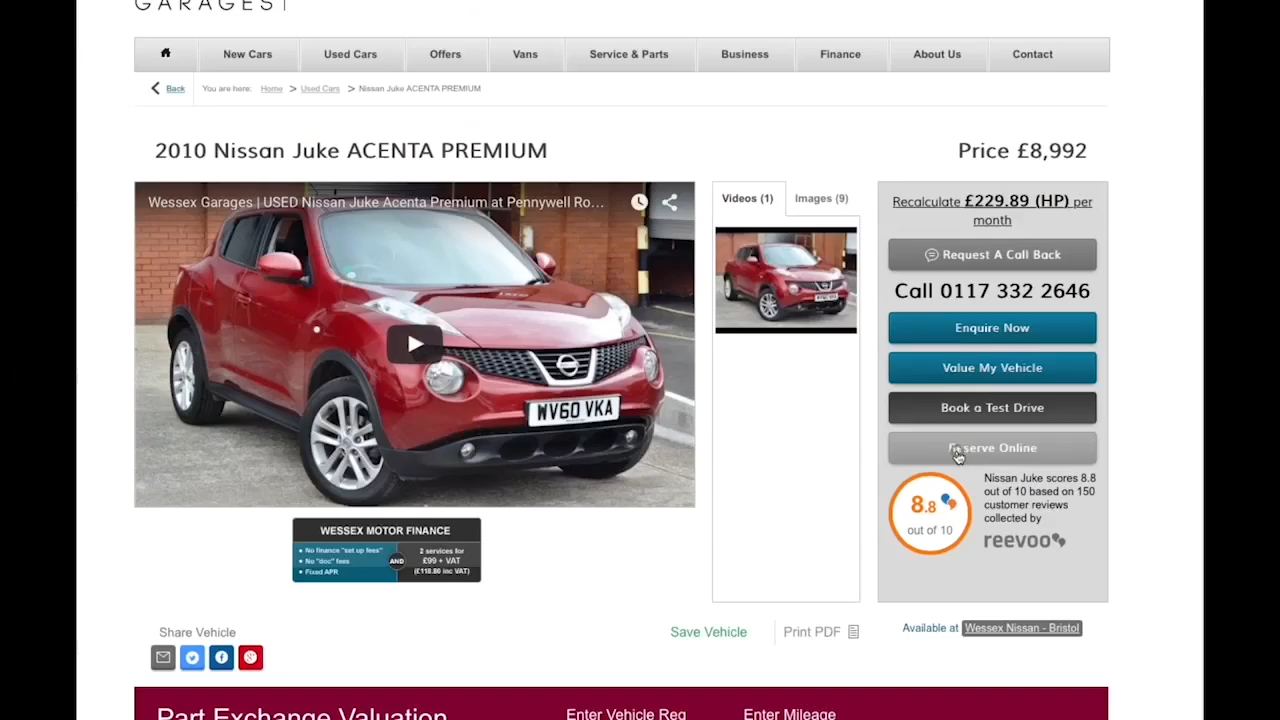 GARAGES
New Cars
Used Cars
Offers
Vans
Service & Parts
Business
Finance
About Us
Contact
Back
You are here: Home > Used Cars > Nissan Juke ACENTA PREMIUM
2010 Nissan Juke ACENTA PREMIUM
Price £8,992
Wessex Garages | USED Nissan Juke Acenta Premium at Pennywell Ro...
WV60 VKA
Videos (1)
Images (9)
Recalculate £229.89 (HP) per
month
Request A Call Back
Call 0117 332 2646
Enquire Now
Value My Vehicle
Book a Test Drive
Reserve Online
8.8
out of 10
Nissan Juke scores 8.8
out of 10 based on 150
customer reviews
collected by
reevoo
WESSEX MOTOR FINANCE
• No finance "set up fees"
• No "doc" fees
• Fixed APR
AND
2 services for
£99 + VAT
(£118.80 inc VAT)
Share Vehicle
Save Vehicle
Print PDF
Available at Wessex Nissan - Bristol
Part Exchange Valuation
Enter Vehicle Reg
Enter Mileage